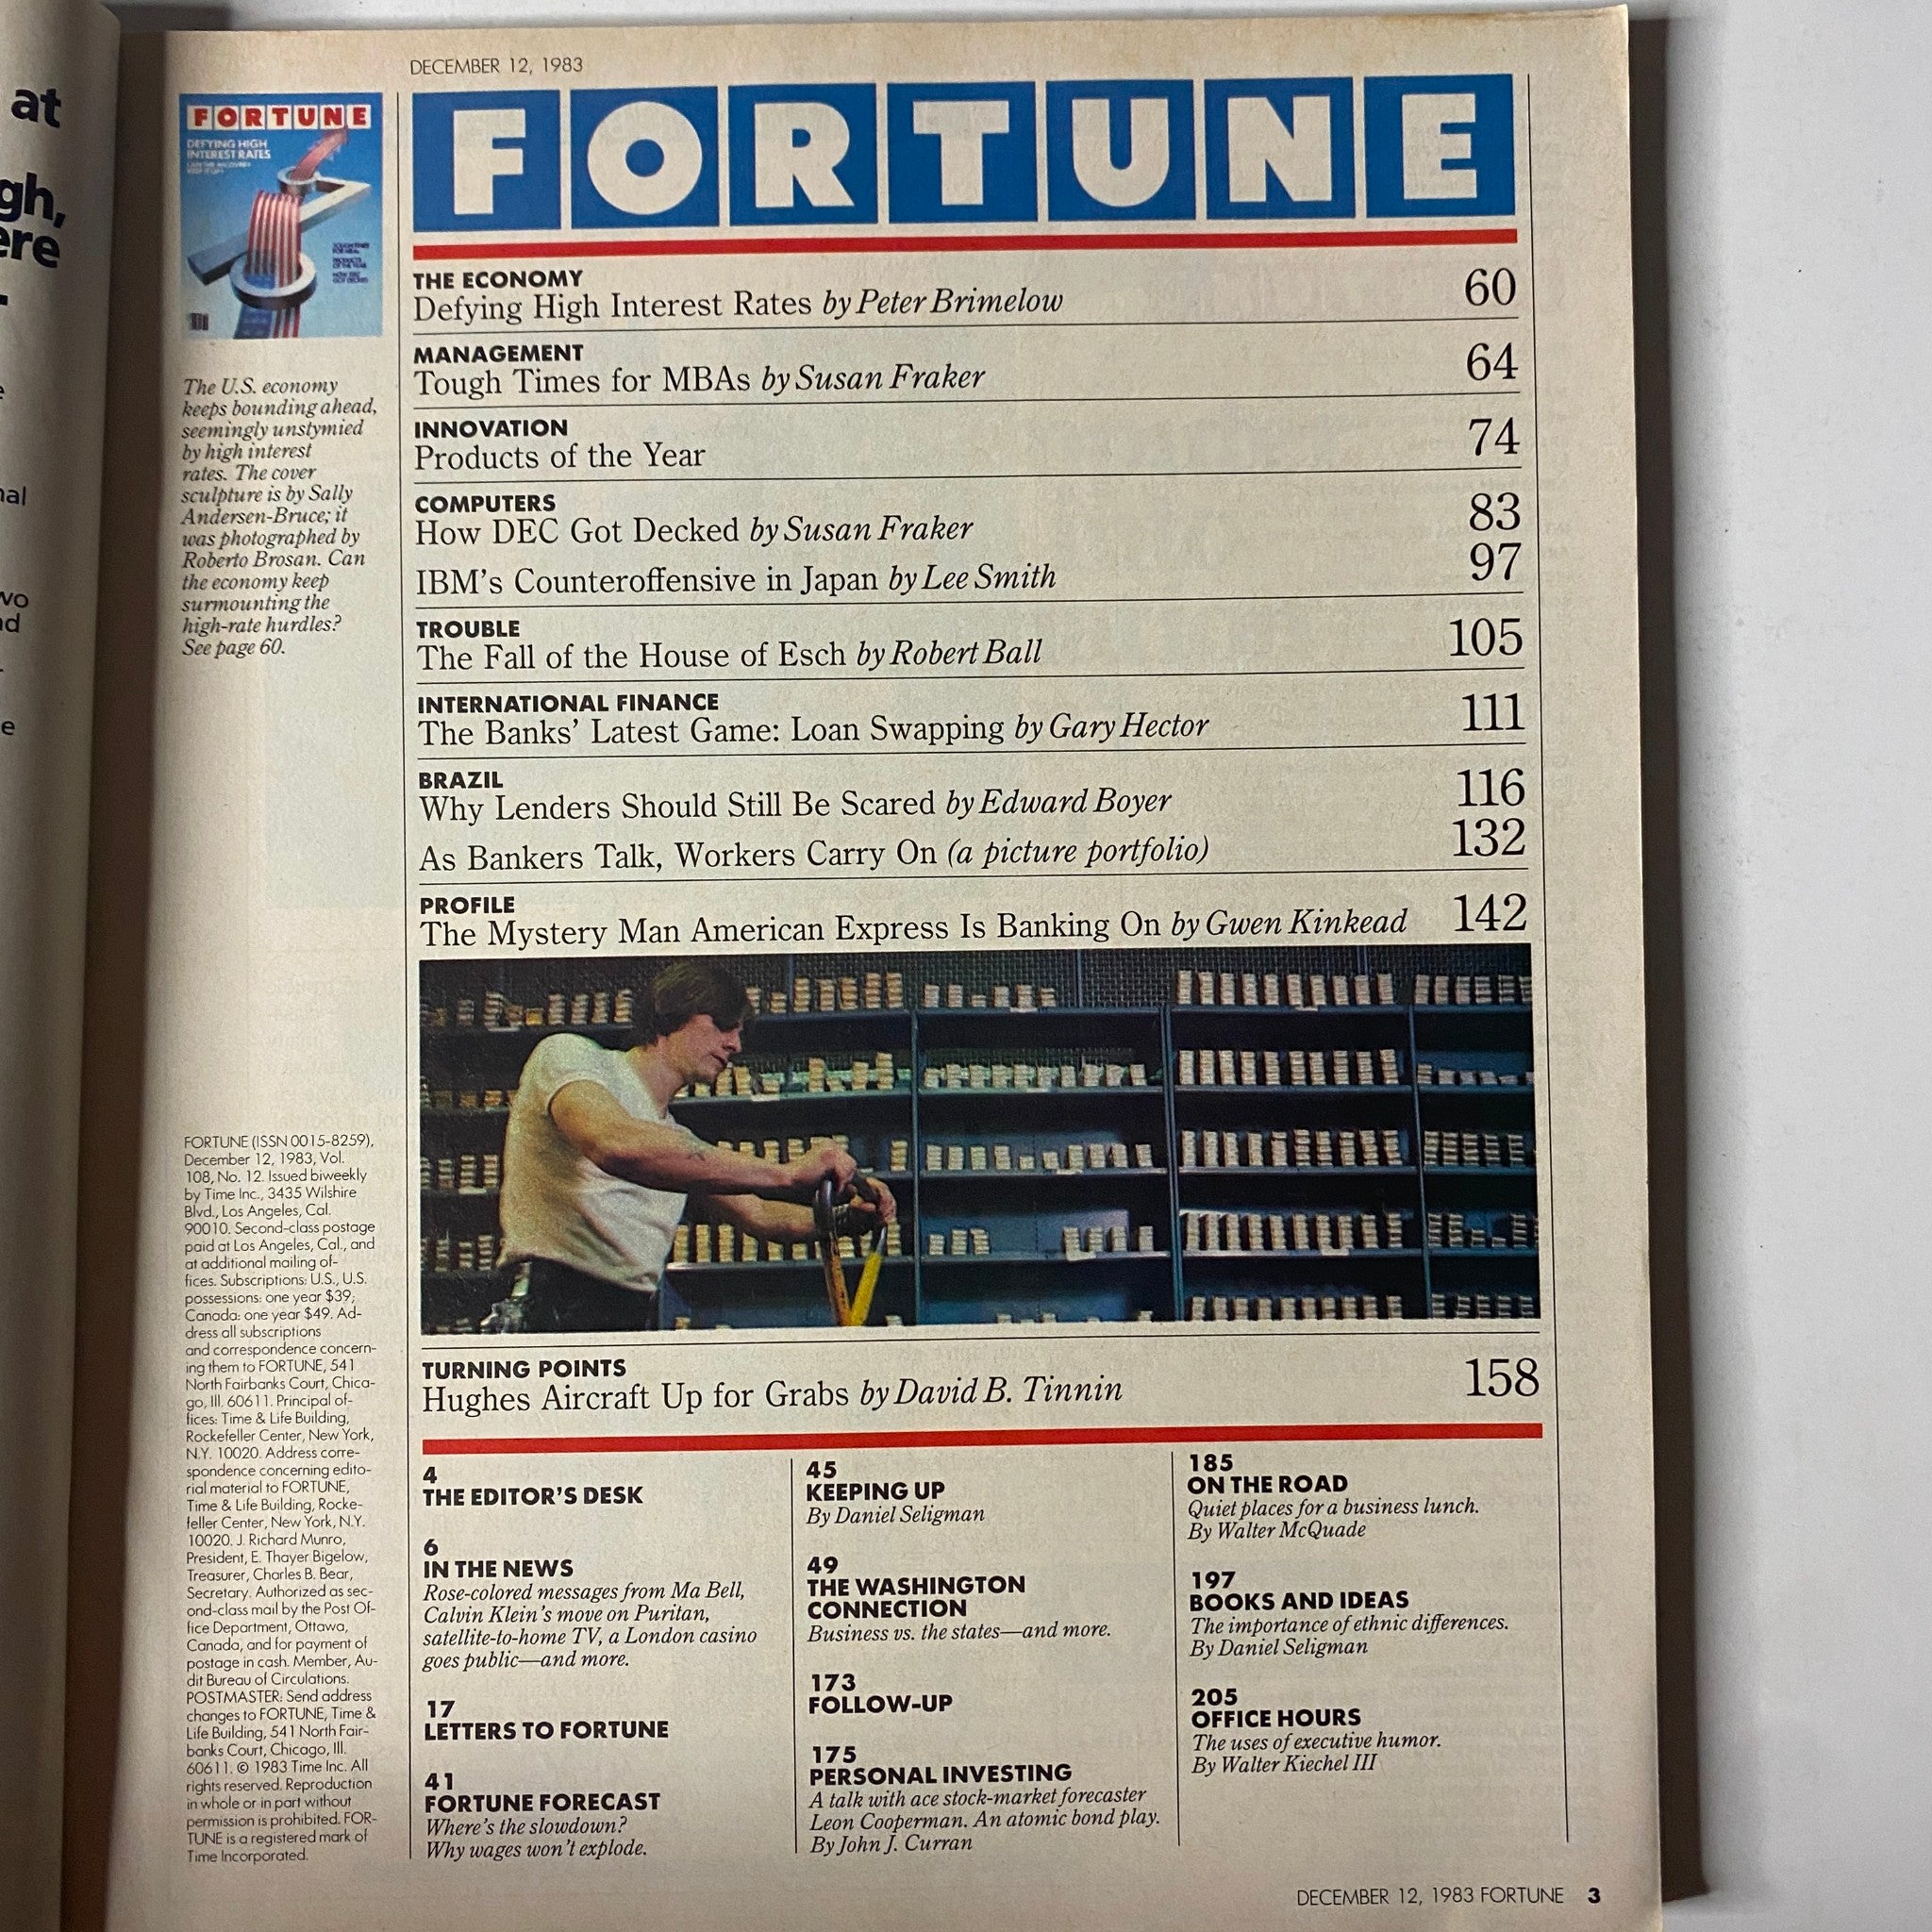 at
gh,
ere
nal
wo
nd
e
DECEMBER 12, 1983
FORTUNE
DEFYING HIGH
INTEREST RATES
FORTUNE
The U.S. economy
keeps bounding ahead,
seemingly unstymied
by high interest
rates. The cover
sculpture is by Sally
Andersen-Bruce; it
was photographed by
Roberto Brosan. Can
the economy keep
surmounting the
high-rate hurdles?
See page 60.
FORTUNE (ISSN 0015-8259),
December 12, 1983, Vol.
108, No. 12. Issued biweekly
by Time Inc., 3435 Wilshire
Blvd., Los Angeles, Cal.
90010. Second-class postage
paid at Los Angeles, Cal., and
at additional mailing of-
fices. Subscriptions: U.S., U.S.
possessions: one year $39;
Canada: one year $49. Ad-
dress all subscriptions
and correspondence concern-
ing them to FORTUNE, 541
North Fairbanks Court, Chica-
go, Ill. 60611. Principal of-
fices: Time & Life Building,
Rockefeller Center, New York,
N.Y. 10020. Address corre-
spondence concerning edito-
rial material to FORTUNE,
Time & Life Building, Rocke-
feller Center, New York, N.Y.
10020. J. Richard Munro,
President, E. Thayer Bigelow,
Treasurer, Charles B. Bear,
Secretary. Authorized as sec-
ond-class mail by the Post Of-
fice Department, Ottawa,
Canada, and for payment of
postage in cash. Member, Au-
dit Bureau of Circulations.
POSTMASTER: Send address
changes to FORTUNE, Time &
Life Building, 541 North Fair-
banks Court, Chicago, Ill.
60611. © 1983 Time Inc. All
rights reserved. Reproduction
in whole or in part without
permission is prohibited. FOR-
TUNE is a registered mark of
Time Incorporated.
THE ECONOMY
Defying High Interest Rates by Peter Brimelow 60
MANAGEMENT
Tough Times for MBAs by Susan Fraker 64
INNOVATION
Products of the Year 74
COMPUTERS
How DEC Got Decked by Susan Fraker 83
IBM's Counteroffensive in Japan by Lee Smith 97
TROUBLE
The Fall of the House of Esch by Robert Ball 105
INTERNATIONAL FINANCE
The Banks' Latest Game: Loan Swapping by Gary Hector 111
BRAZIL
Why Lenders Should Still Be Scared by Edward Boyer 116
As Bankers Talk, Workers Carry On (a picture portfolio) 132
PROFILE
The Mystery Man American Express Is Banking On by Gwen Kinkead 142
TURNING POINTS
Hughes Aircraft Up for Grabs by David B. Tinnin 158
4
THE EDITOR'S DESK
6
IN THE NEWS
Rose-colored messages from Ma Bell,
Calvin Klein's move on Puritan,
satellite-to-home TV, a London casino
goes public—and more.
17
LETTERS TO FORTUNE
41
FORTUNE FORECAST
Where's the slowdown?
Why wages won't explode.
45
KEEPING UP
By Daniel Seligman
49
THE WASHINGTON
CONNECTION
Business vs. the states—and more.
173
FOLLOW-UP
175
PERSONAL INVESTING
A talk with ace stock-market forecaster
Leon Cooperman. An atomic bond play.
By John J. Curran
185
ON THE ROAD
Quiet places for a business lunch.
By Walter McQuade
197
BOOKS AND IDEAS
The importance of ethnic differences.
By Daniel Seligman
205
OFFICE HOURS
The uses of executive humor.
By Walter Kiechel III
DECEMBER 12, 1983 FORTUNE 3